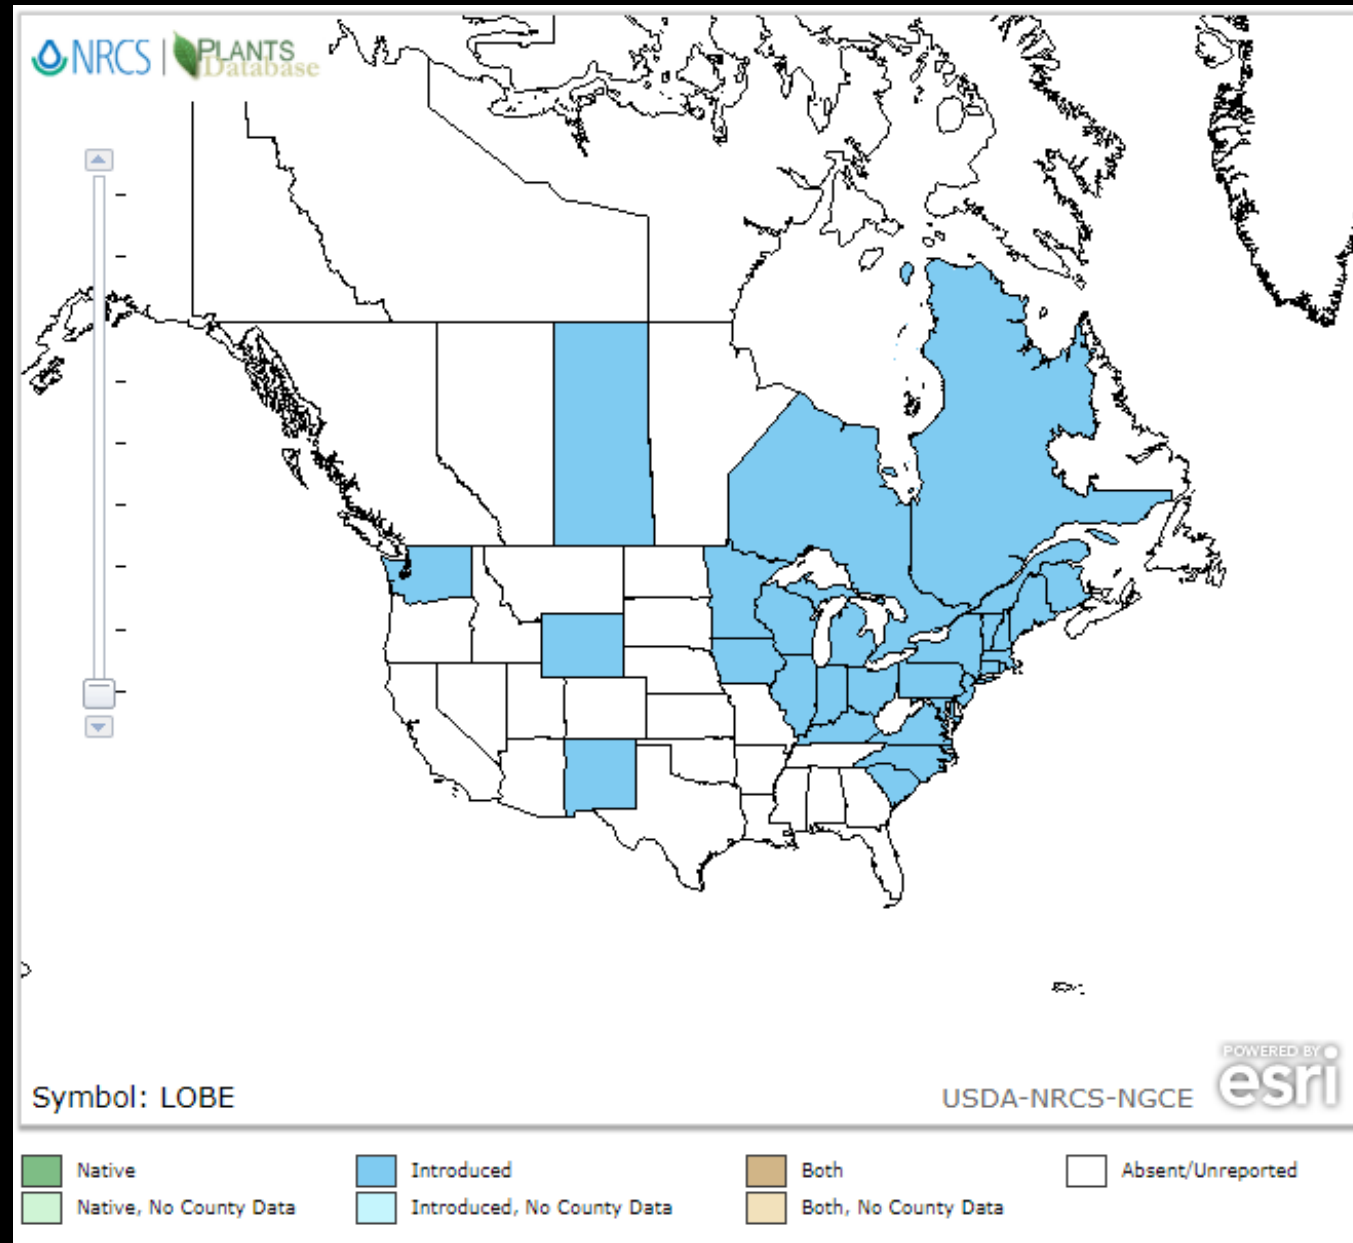 NRCS | PLANTS
Database
POWERED BY
esri
Symbol: LOBE
USDA-NRCS-NGCE
Native
Introduced
Both
Absent/Unreported
Native, No County Data
Introduced, No County Data
Both, No County Data